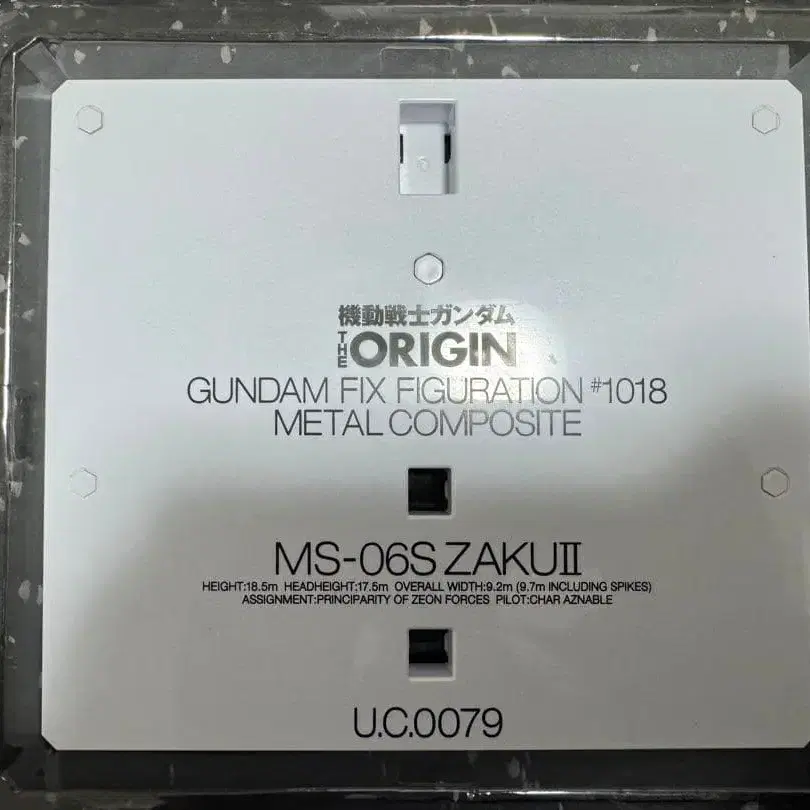 機動戦士ガンダム
THE ORIGIN
GUNDAM FIX FIGURATION #1018
METAL COMPOSITE
MS-06S ZAKUⅡ
HEIGHT:18.5m HEADHEIGHT:17.5m OVERALL WIDTH:9.2m (9.7m INCLUDING SPIKES)
ASSIGNMENT:PRINCIPARITY OF ZEON FORCES PILOT:CHAR AZNABLE
U.C.0079